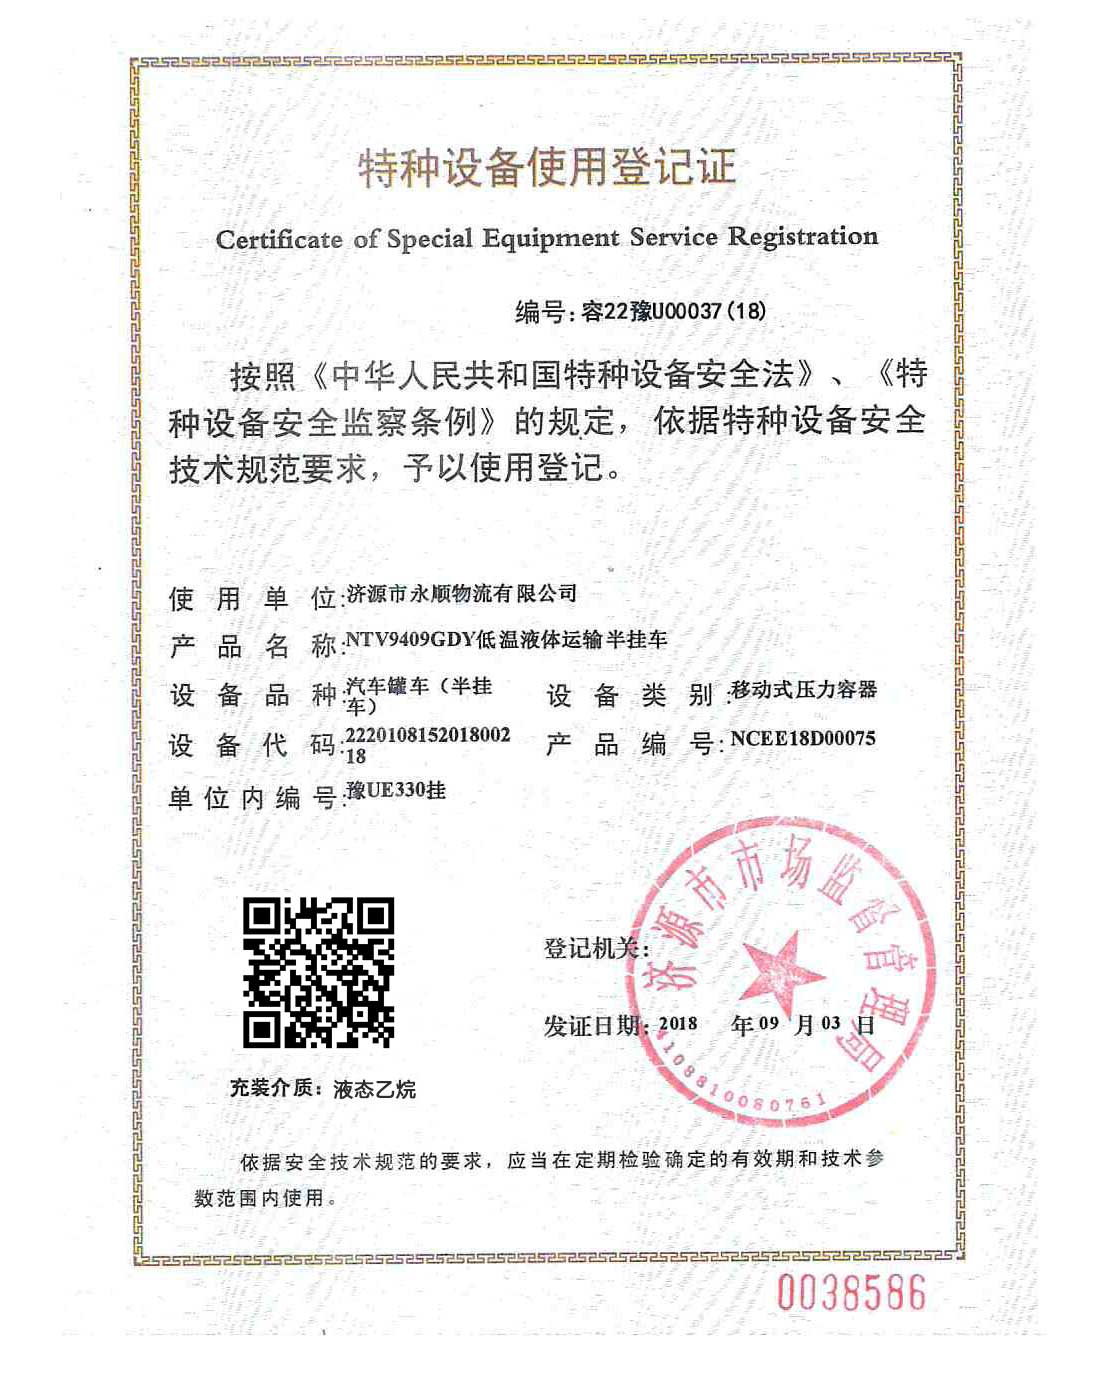 特种设备使用登记证
Certificate of Special Equipment Service Registration
编号:容22豫U00037(18)
按照《中华人民共和国特种设备安全法》、《特
种设备安全监察条例》的规定，依据特种设备安全
技术规范要求，予以使用登记。
使用单位:济源市永顺物流有限公司
产品名称:NTV9409GDY低温液体运输半挂车
设备品种:汽车罐车（半挂
车）
设备类别:移动式压力容器
设备代码:2220108152018002
18
产品编号:NCEE18D00075
单位内编号:豫UE330挂
济源市市场监督管理局
登记机关:
发证日期: 2018 年 09 月 03 日
4108810080761
充装介质: 液态乙烷
依据安全技术规范的要求，应当在定期检验确定的有效期和技术参
数范围内使用。
0038586